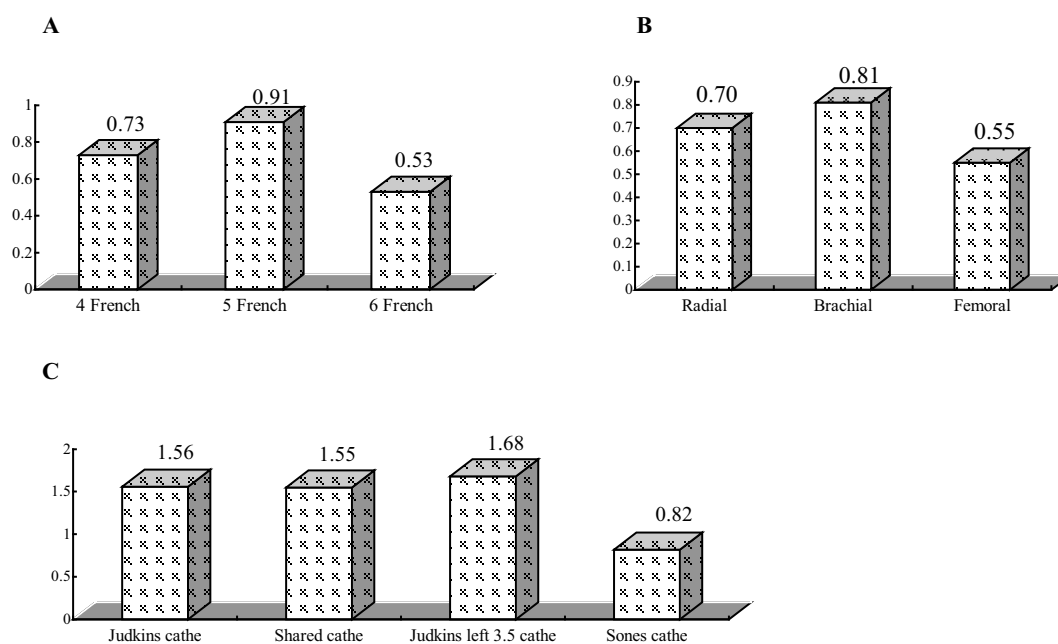 A
0.73
0.91
0.53
1
0.8
0.6
0.4
0.2
0
4 French
5 French
6 French
B
0.70
0.81
0.55
0.9
0.8
0.7
0.6
0.5
0.4
0.3
0.2
0.1
0
Radial
Brachial
Femoral
C
1.56
1.55
1.68
0.82
2
1.5
1
0.5
0
Judkins cathe
Shared cathe
Judkins left 3.5 cathe
Sones cathe